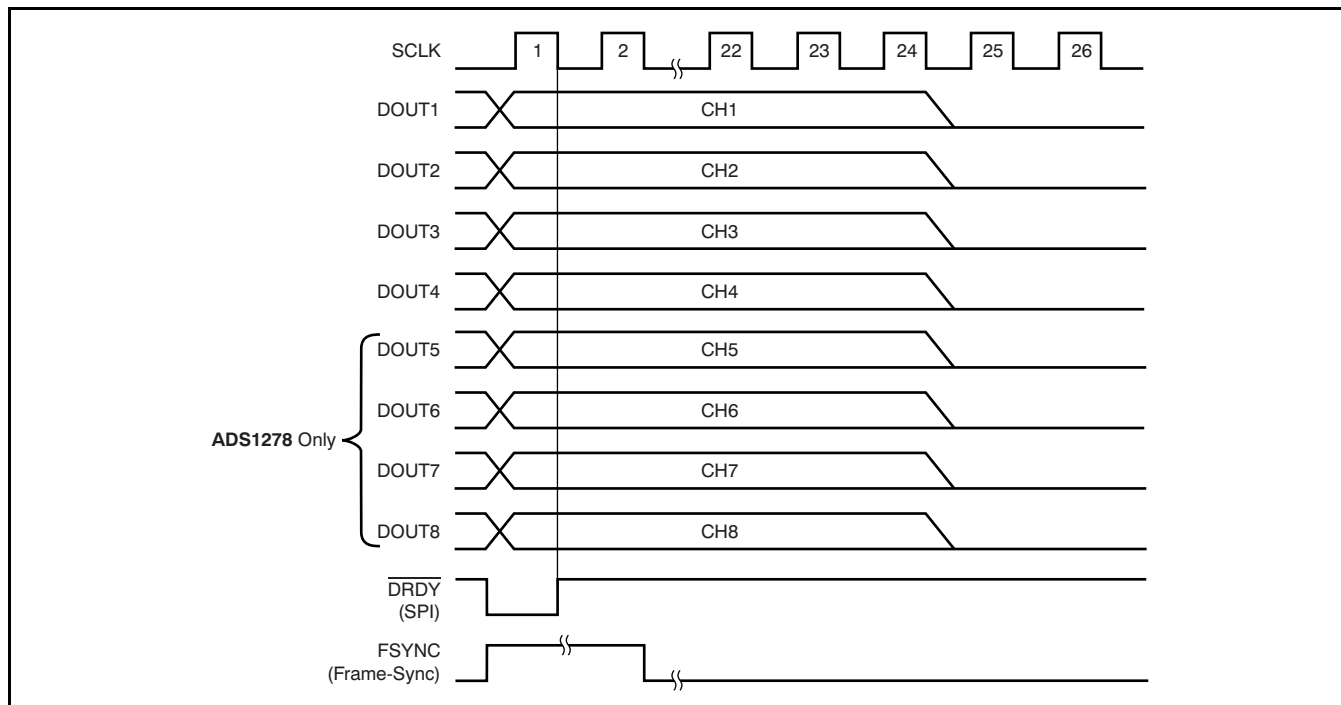 SCLK 1 2 22 23 24 25 26
DOUT1 CH1
DOUT2 CH2
DOUT3 CH3
DOUT4 CH4
DOUT5 CH5
DOUT6 CH6
ADS1278 Only
DOUT7 CH7
DOUT8 CH8
DRDY
(SPI)
FSYNC
(Frame-Sync)